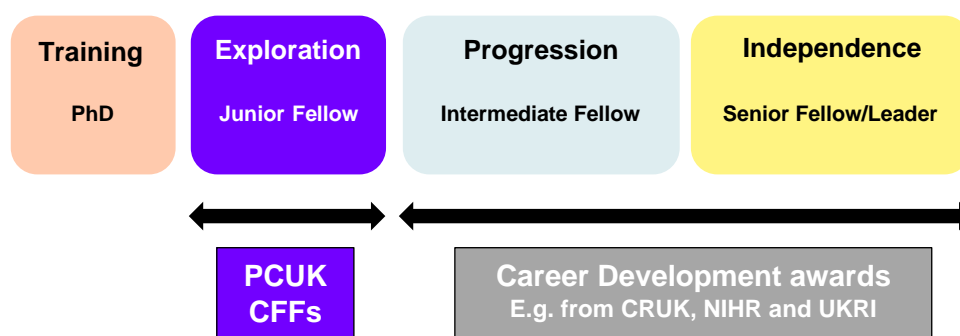 Training
PhD
Exploration
Junior Fellow
Progression
Intermediate Fellow
Independence
Senior Fellow/Leader
PCUK
CFFs
Career Development awards
E.g. from CRUK, NIHR and UKRI